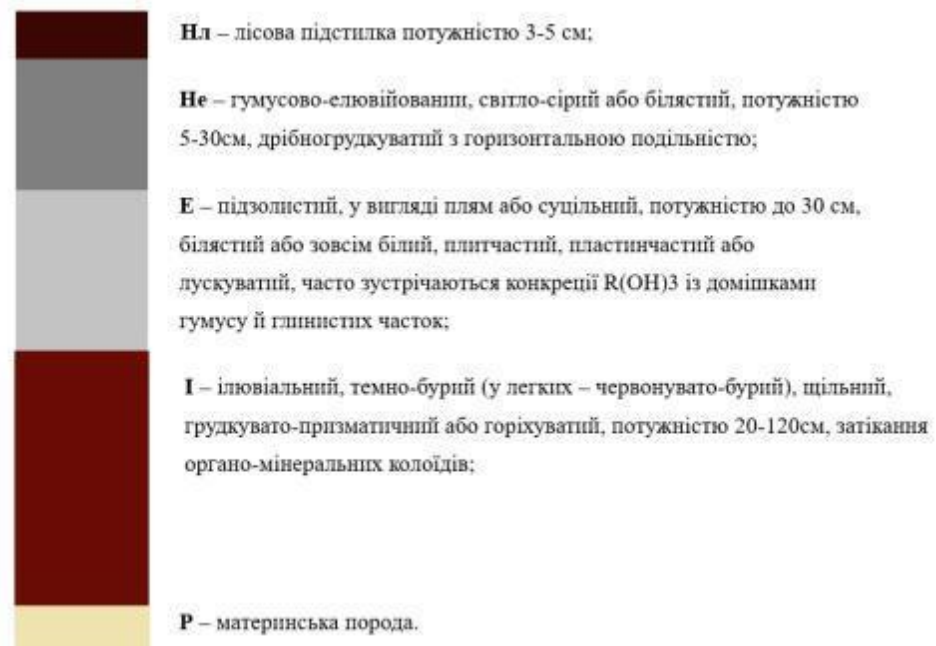 Нл – лісова підстилка потужністю 3-5 см;
Не – гумусово-елювійованпп, світло-сірий або білястий, потужністю
5-30см, дрібногрудкуватий з горизонтальною подільністю;
Е – підзолистий, у вигляді плям або суцільний, потужністю до 30 см,
білястий або зовсім білий, плитчастий, пластинчастий або
лускуватий, часто зустрічаються конкреції R(OH)3 із домішками
гумусу й глинистих часток;
І – ілювіальний, темно-бурий (у легких – червонувато-бурий), щільний,
грудкувато-призматичний або горіхуватий, потужністю 20-120см, затікання
органо-мінеральних колоїдів;
Р – материнська порода.